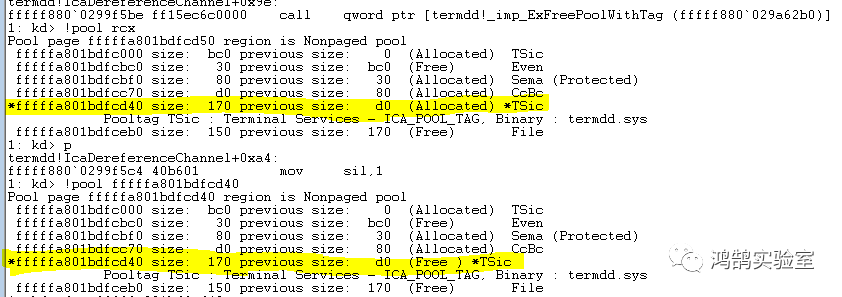 termdd!IcaDereferenceChannel+0x9e:
fffff880`0299f5be ff15ec6c0000    call    qword ptr [termdd!_imp_ExFreePoolWithTag (fffff880`029a62b0)]
1: kd> !pool rcx
Pool page fffffa801bdfcd50 region is Nonpaged pool
fffffa801bdfc000 size:  bc0 previous size:    0  (Allocated)  TSic
fffffa801bdfcbc0 size:   30 previous size:  bc0  (Free)       Even
fffffa801bdfcbf0 size:   80 previous size:   30  (Allocated)  Sema (Protected)
fffffa801bdfcc70 size:   d0 previous size:   80  (Allocated)  CcBc
*fffffa801bdfcd40 size:  170 previous size:   d0  (Allocated) *TSic
Pooltag TSic : Terminal Services - ICA_POOL_TAG, Binary : termdd.sys
fffffa801bdfceb0 size:  150 previous size:  170  (Free)       File
1: kd> p
termdd!IcaDereferenceChannel+0xa4:
fffff880`0299f5c4 40b601          mov     sil,1
1: kd> !pool fffffa801bdfcd40
Pool page fffffa801bdfcd40 region is Nonpaged pool
fffffa801bdfc000 size:  bc0 previous size:    0  (Allocated)  TSic
fffffa801bdfcbc0 size:   30 previous size:  bc0  (Free)       Even
fffffa801bdfcbf0 size:   80 previous size:   30  (Allocated)  Sema (Protected)
fffffa801bdfcc70 size:   d0 previous size:   80  (Allocated)  CcBc
*fffffa801bdfcd40 size:  170 previous size:   d0  (Free ) *TSic
Pooltag TSic : Terminal Services - ICA_POOL_TAG, Binary : termdd.sys
fffffa801bdfceb0 size:  150 previous size:  170  (Free)       File
鸿鹄实验室